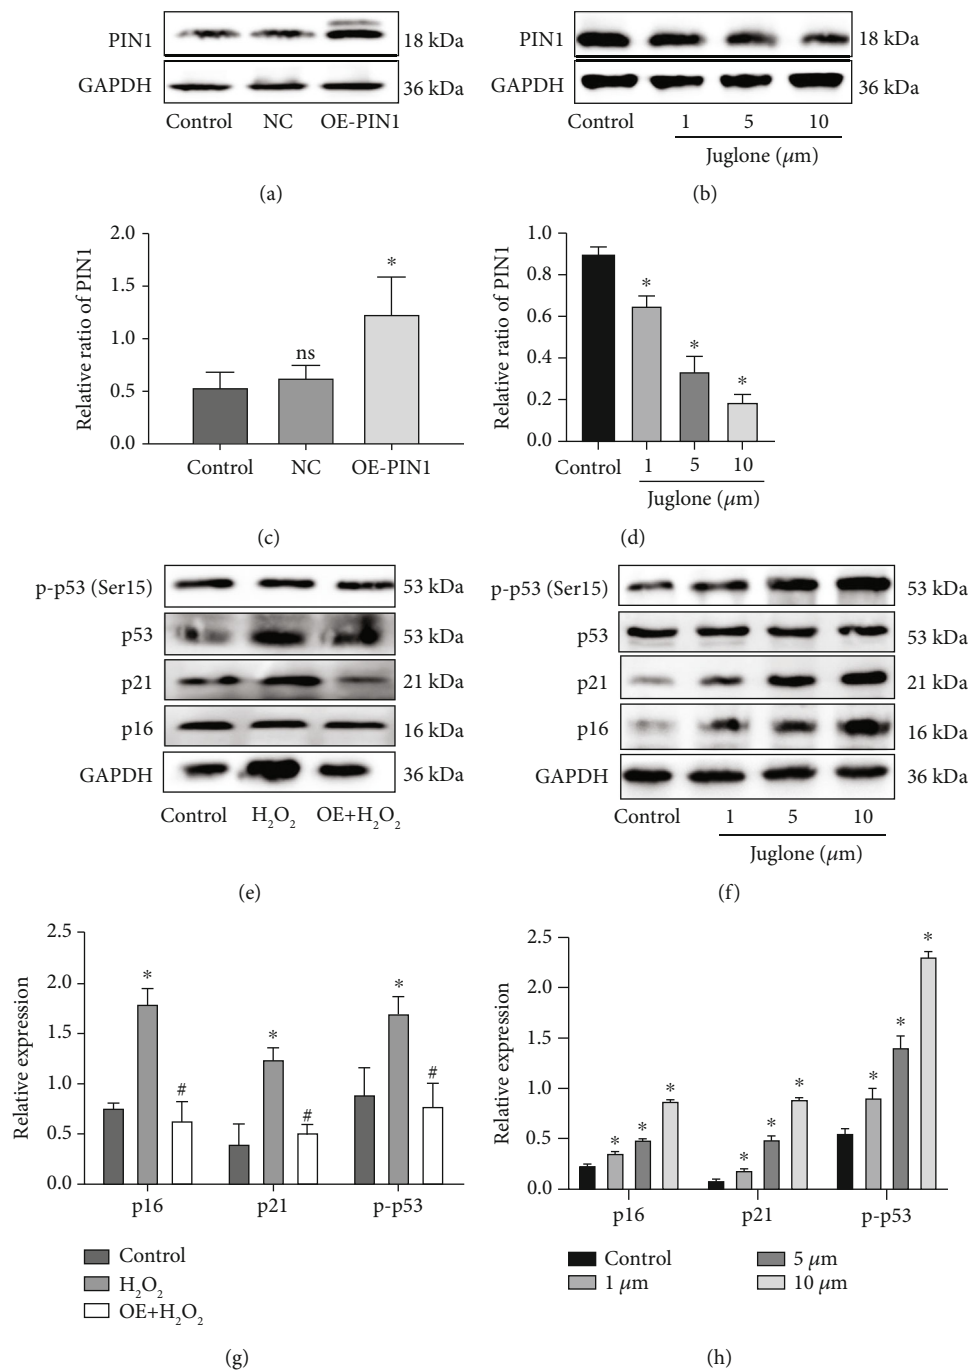 PIN1 18 kDa
GAPDH 36 kDa
Control NC OE-PIN1
(a)
PIN1 18 kDa
GAPDH 36 kDa
Control 1 5 10
Juglone (μm)
(b)
Relative ratio of PIN1
2.0
1.5
1.0
0.5
0.0
ns
*
Control NC OE-PIN1
(c)
Relative ratio of PIN1
1.0
0.8
0.6
0.4
0.2
0.0
* * *
Control 1 5 10
Juglone (μm)
(d)
p-p53 (Ser15) 53 kDa
p53 53 kDa
p21 21 kDa
p16 16 kDa
GAPDH 36 kDa
Control H₂O₂ OE+H₂O₂
(e)
p-p53 (Ser15) 53 kDa
p53 53 kDa
p21 21 kDa
p16 16 kDa
GAPDH 36 kDa
Control 1 5 10
Juglone (μm)
(f)
Relative expression
2.5
2.0
1.5
1.0
0.5
0.0
* # * # * #
p16 p21 p-p53
Control
H₂O₂
OE+H₂O₂
(g)
Relative expression
2.5
2.0
1.5
1.0
0.5
0.0
* * * * * * * * *
p16 p21 p-p53
Control 5 μm
1 μm 10 μm
(h)